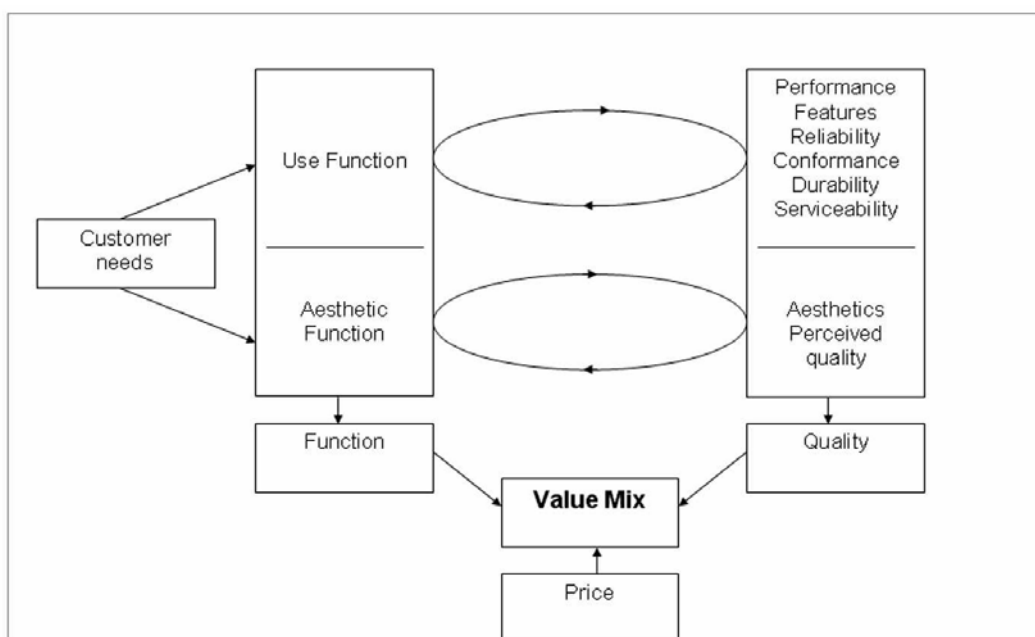 Customer
needs
Use Function
Aesthetic
Function
Performance
Features
Reliability
Conformance
Durability
Serviceability
Aesthetics
Perceived
quality
Function
Quality
Value Mix
Price